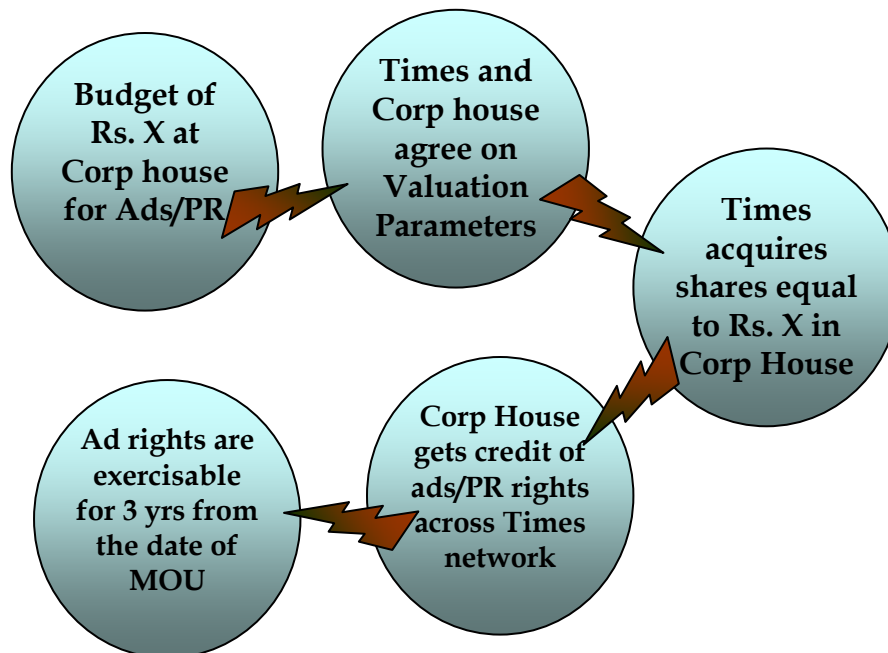 Budget of
Rs. X at
Corp house
for Ads/PR
Times and
Corp house
agree on
Valuation
Parameters
Times
acquires
shares equal
to Rs. X in
Corp House
Corp House
gets credit of
ads/PR rights
across Times
network
Ad rights are
exercisable
for 3 yrs from
the date of
MOU